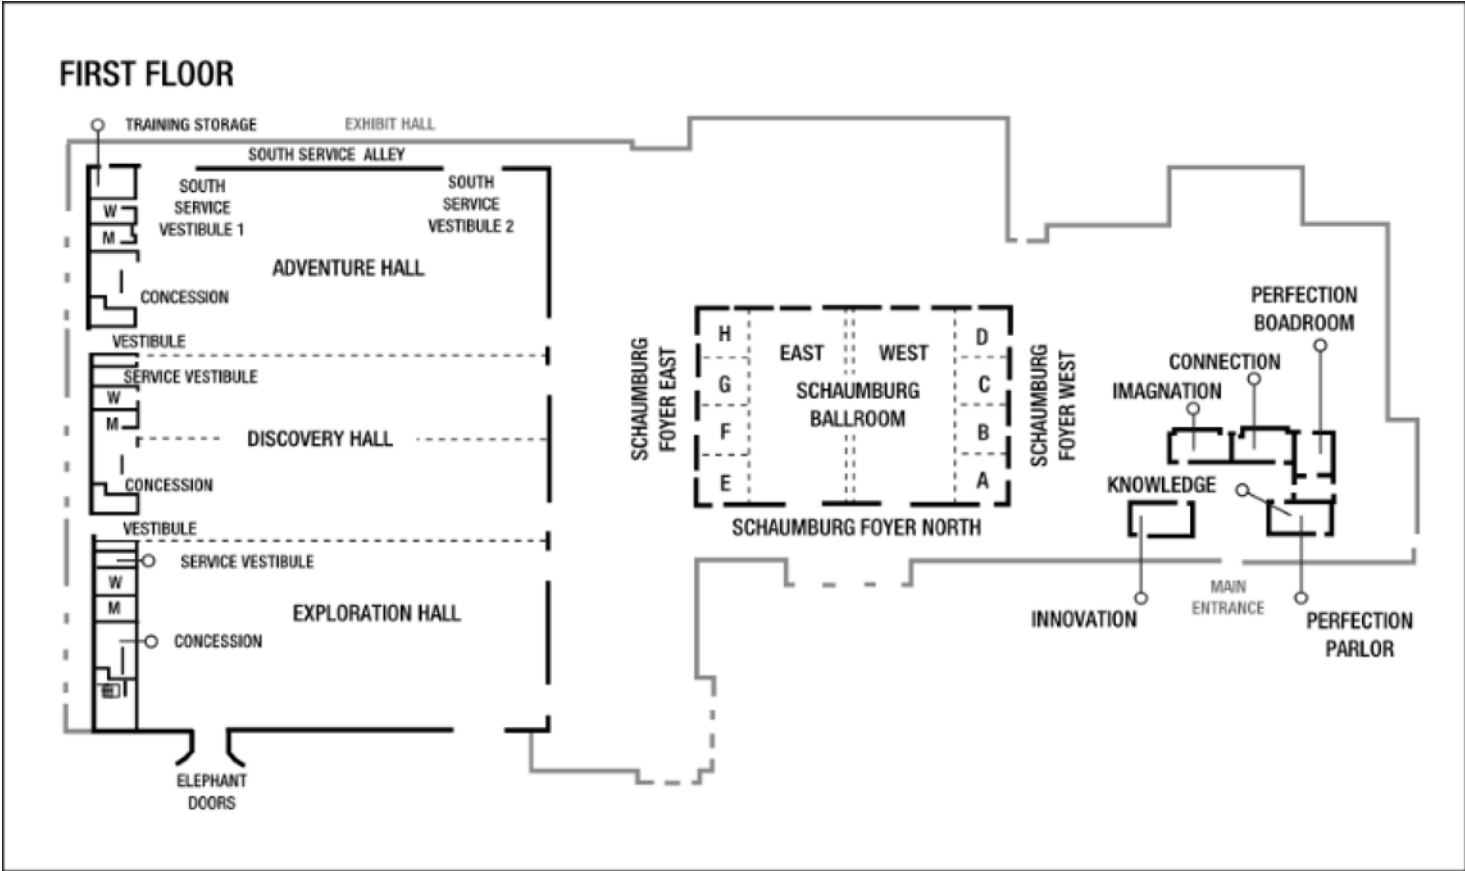 FIRST FLOOR
TRAINING STORAGE
EXHIBIT HALL
SOUTH SERVICE ALLEY
SOUTH
SERVICE
VESTIBULE 1
SOUTH
SERVICE
VESTIBULE 2
W
M
ADVENTURE HALL
CONCESSION
VESTIBULE
SERVICE VESTIBULE
W
M
DISCOVERY HALL
CONCESSION
VESTIBULE
SERVICE VESTIBULE
W
M
EXPLORATION HALL
CONCESSION
ELEPHANT
DOORS
SCHAUMBURG
FOYER EAST
H
G
F
E
EAST
WEST
SCHAUMBURG
BALLROOM
D
C
B
A
SCHAUMBURG
FOYER WEST
SCHAUMBURG FOYER NORTH
PERFECTION
BOADROOM
CONNECTION
IMAGNATION
KNOWLEDGE
INNOVATION
MAIN
ENTRANCE
PERFECTION
PARLOR